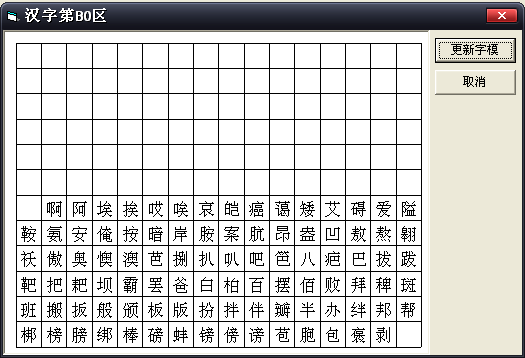 汉字第B0区
更新字模
取消
啊 阿 埃 挨 哎 唉 哀 皑 癌 蔼 矮 艾 碍 爱 隘
鞍 氨 安 俺 按 暗 岸 胺 案 肮 昂 盎 凹 敖 熬 翱
袄 傲 奥 懊 澳 芭 捌 扒 叭 吧 笆 八 疤 巴 拔 跋
靶 把 耙 坝 霸 罢 爸 白 柏 百 摆 佰 败 拜 稗 斑
班 搬 扳 般 颁 板 版 扮 拌 伴 瓣 半 办 绊 邦 帮
梆 榜 膀 绑 棒 磅 蚌 镑 傍 谤 苞 胞 包 褒 剥